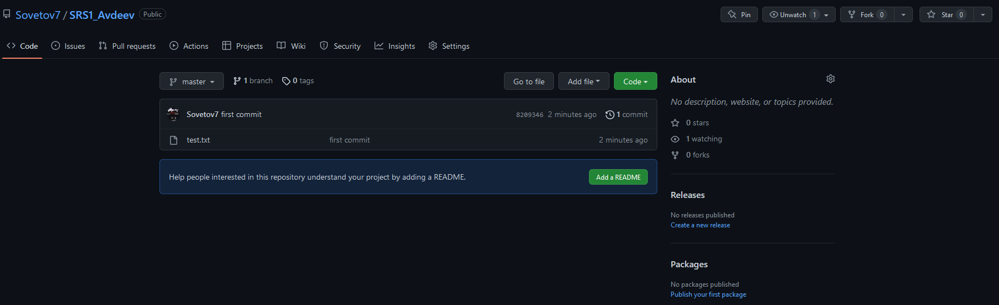 Sovetov7 / SRS1_Avdeev Public
Pin Unwatch 1 Fork 0 Star 0
Code Issues Pull requests Actions Projects Wiki Security Insights Settings
master 1 branch 0 tags Go to file Add file Code
Sovetov7 first commit 8209346 2 minutes ago 1 commit
test.txt first commit 2 minutes ago
Help people interested in this repository understand your project by adding a README. Add a README
About
No description, website, or topics provided.
0 stars
1 watching
0 forks
Releases
No releases published
Create a new release
Packages
No packages published
Publish your first package